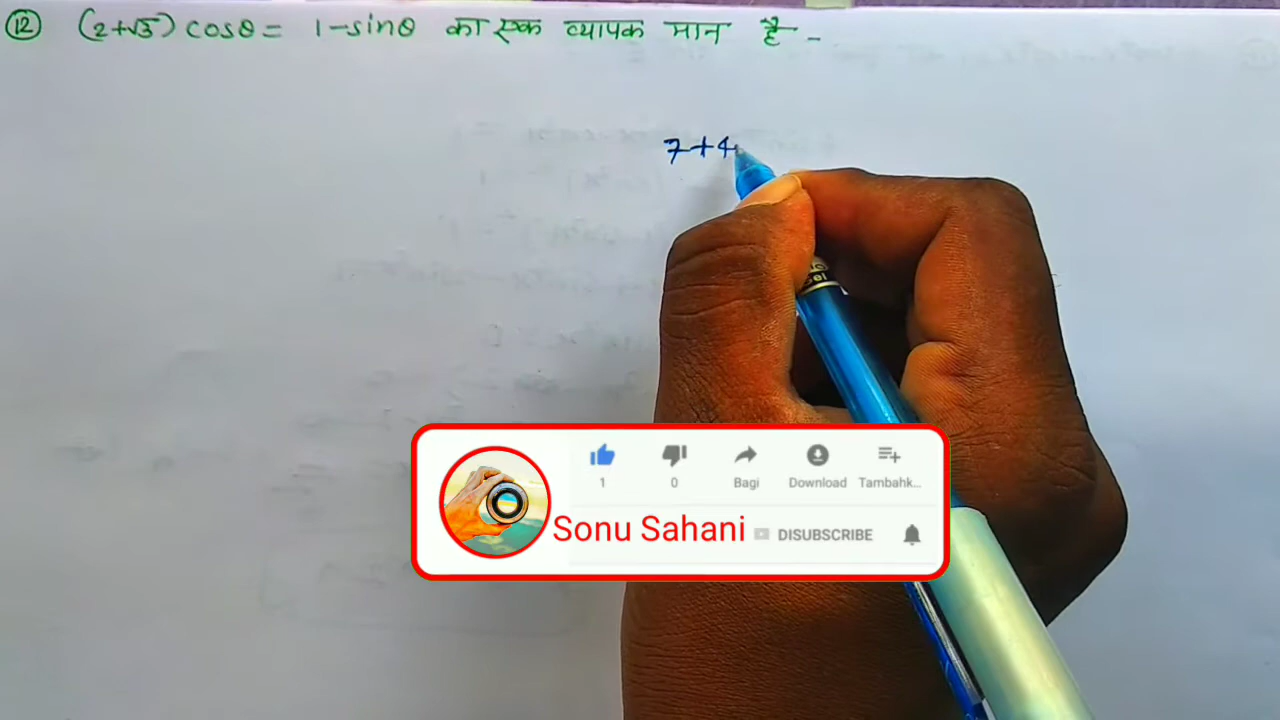 ⑫ (2+√3) cosθ = 1-sinθ का एक व्यापक मान है -
7+4
1 0 Bagi Download Tambahk...
Sonu Sahani DISUBSCRIBE